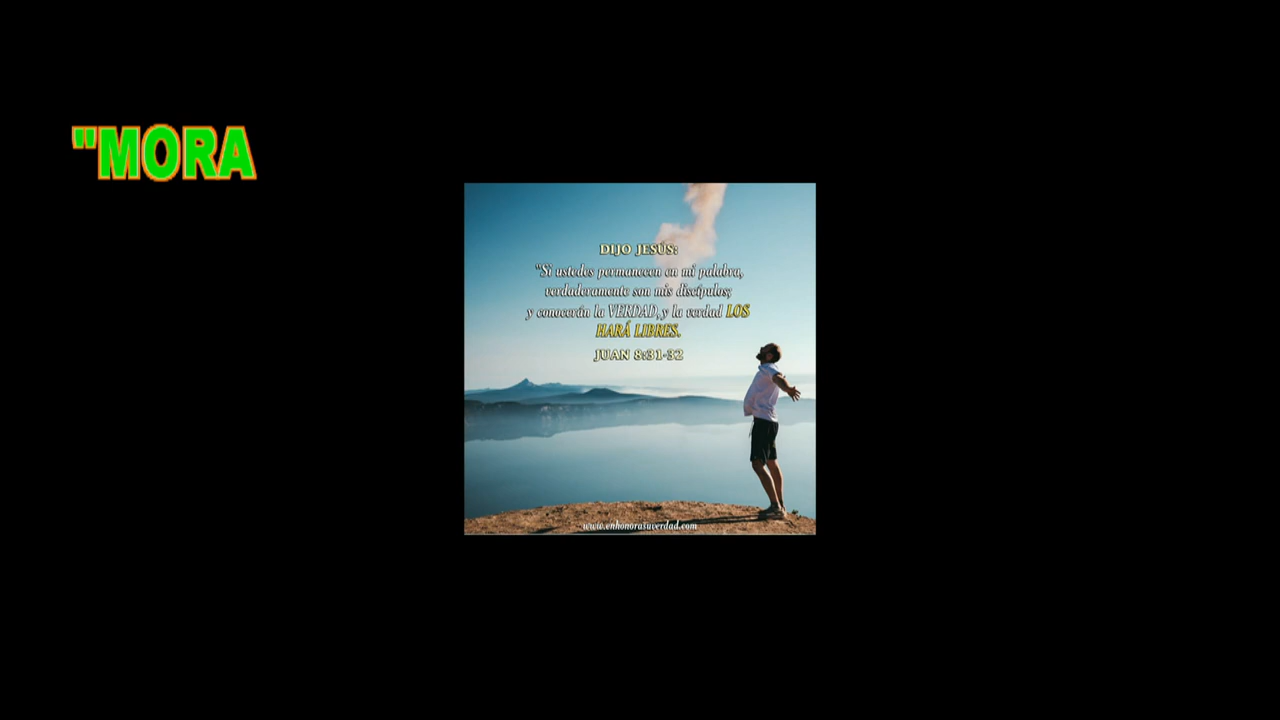 "MORA
DIJO JESÚS:
"Si ustedes permanecen en mi palabra,
verdaderamente son mis discípulos;
y conocerán la VERDAD, y la verdad LOS
HARÁ LIBRES.
JUAN 8:31-32
www.enhonorasuverdad.com